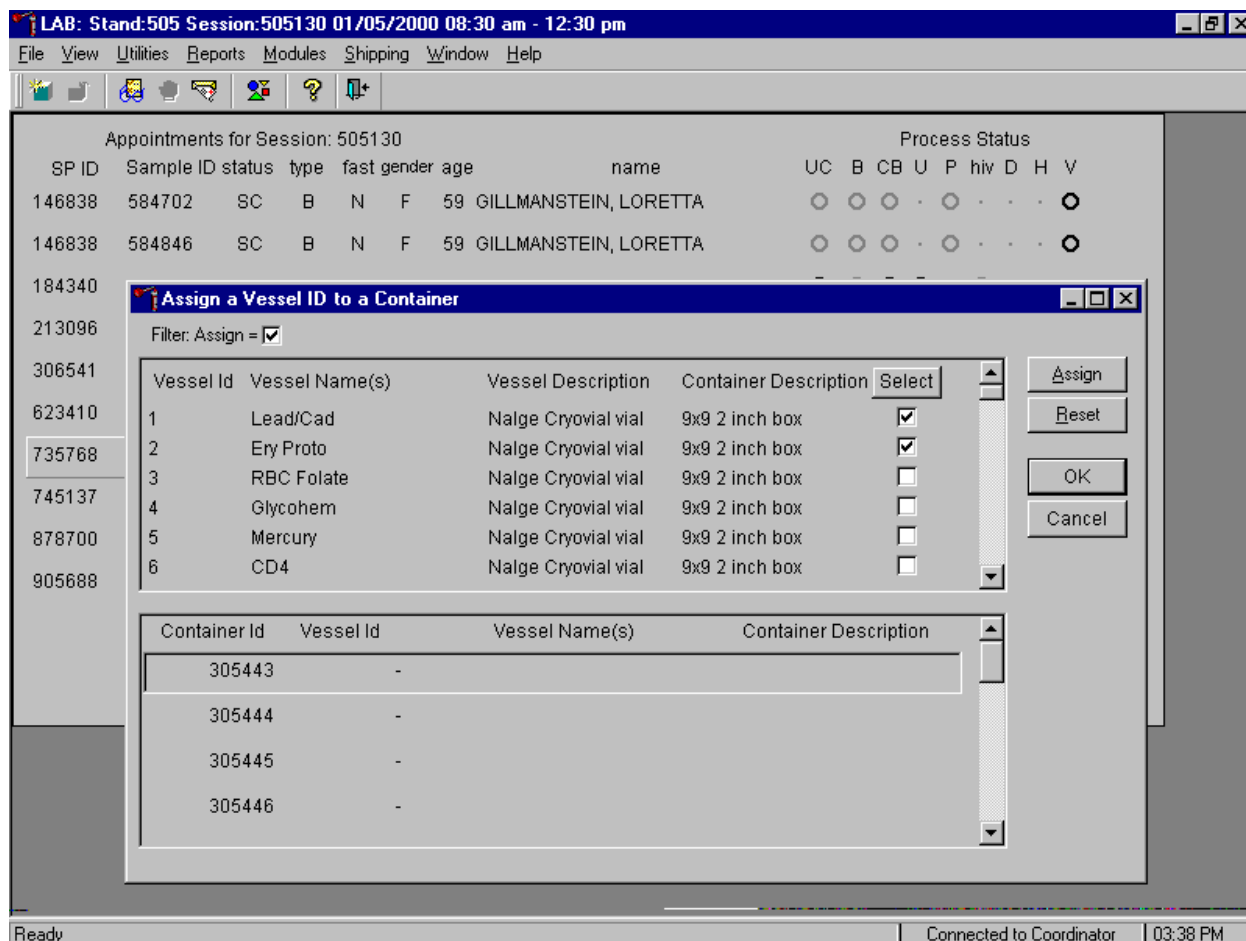 LAB: Stand:505 Session:505130 01/05/2000 08:30 am - 12:30 pm
File View Utilities Reports Modules Shipping Window Help
Appointments for Session: 505130 Process Status
SP ID Sample ID status type fast gender age name UC B CB U P hiv D H V
146838 584702 SC B N F 59 GILLMANSTEIN, LORETTA
146838 584846 SC B N F 59 GILLMANSTEIN, LORETTA
184340
213096
306541
623410
735768
745137
878700
905688
Assign a Vessel ID to a Container
Filter: Assign =
Vessel Id Vessel Name(s) Vessel Description Container Description Select
1 Lead/Cad Nalge Cryovial vial 9x9 2 inch box
2 Ery Proto Nalge Cryovial vial 9x9 2 inch box
3 RBC Folate Nalge Cryovial vial 9x9 2 inch box
4 Glycohem Nalge Cryovial vial 9x9 2 inch box
5 Mercury Nalge Cryovial vial 9x9 2 inch box
6 CD4 Nalge Cryovial vial 9x9 2 inch box
Assign
Reset
OK
Cancel
Container Id Vessel Id Vessel Name(s) Container Description
305443 -
305444 -
305445 -
305446 -
Ready Connected to Coordinator 03:38 PM